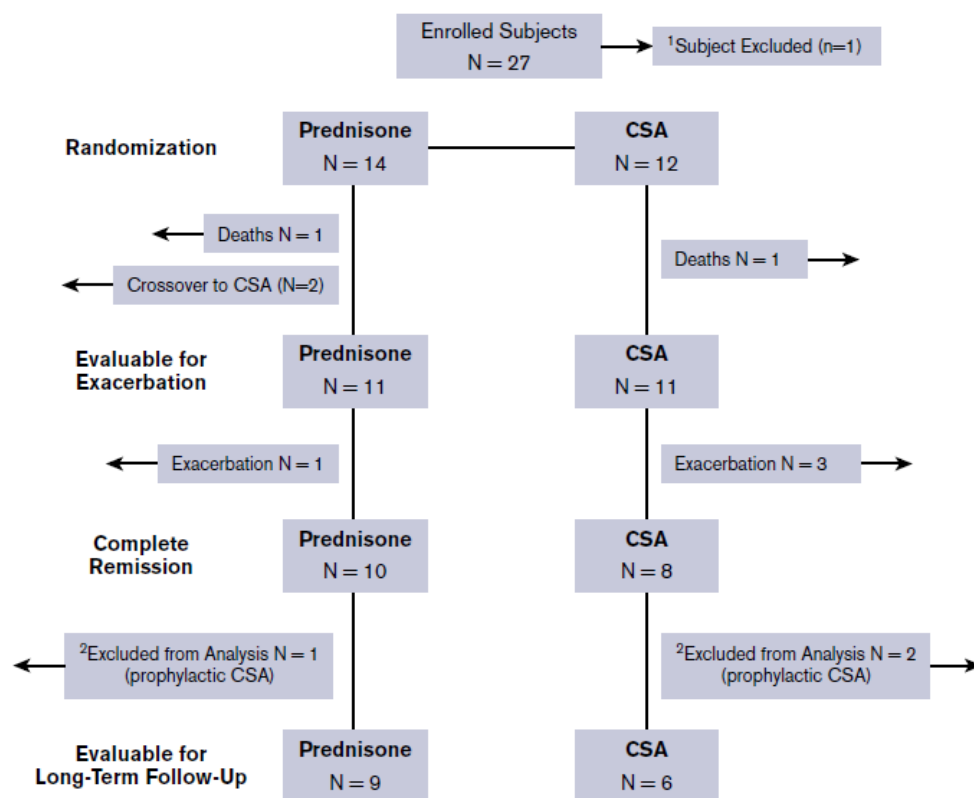 Enrolled Subjects
N = 27
¹Subject Excluded (n=1)
Randomization
Prednisone
N = 14
CSA
N = 12
Deaths N = 1
Crossover to CSA (N=2)
Deaths N = 1
Evaluable for
Exacerbation
Prednisone
N = 11
CSA
N = 11
Exacerbation N = 1
Exacerbation N = 3
Complete
Remission
Prednisone
N = 10
CSA
N = 8
²Excluded from Analysis N = 1
(prophylactic CSA)
²Excluded from Analysis N = 2
(prophylactic CSA)
Evaluable for
Long-Term Follow-Up
Prednisone
N = 9
CSA
N = 6